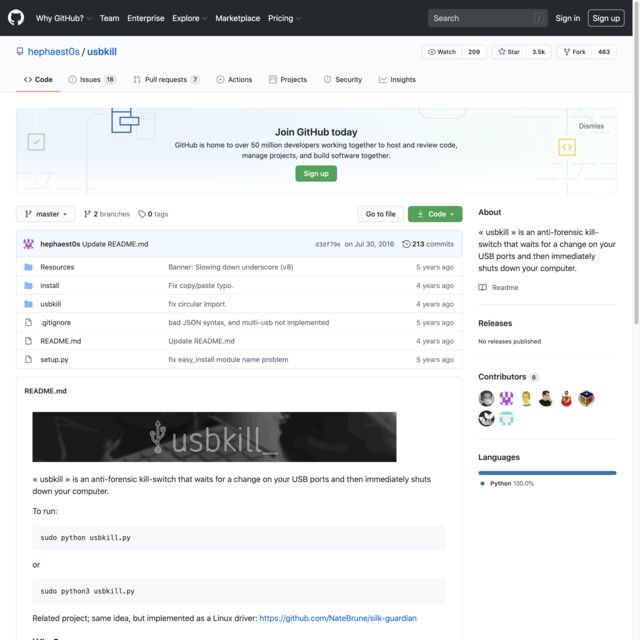 Why GitHub? Team Enterprise Explore Marketplace Pricing Search / Sign in Sign up
hephaest0s / usbkill Watch 209 Star 3.5k Fork 463
Code Issues 18 Pull requests 7 Actions Projects Security Insights
Join GitHub today
Dismiss
GitHub is home to over 50 million developers working together to host and review code,
manage projects, and build software together.
Sign up
master 2 branches 0 tags Go to file Code
hephaest0s Update README.md d3df79e on Jul 30, 2016 213 commits
Resources Banner: Slowing down underscore (v8) 5 years ago
install Fix copy/paste typo. 4 years ago
usbkill fix circular import 4 years ago
.gitignore bad JSON syntax, and multi-usb not implemented 5 years ago
README.md Update README.md 4 years ago
setup.py fix easy_install module name problem 5 years ago
README.md
usbkill_
« usbkill » is an anti-forensic kill-switch that waits for a change on your USB ports and then immediately shuts
down your computer.
To run:
sudo python usbkill.py
or
sudo python3 usbkill.py
Related project; same idea, but implemented as a Linux driver: https://github.com/NateBrune/silk-guardian
About
« usbkill » is an anti-forensic kill-
switch that waits for a change on your
USB ports and then immediately
shuts down your computer.
Readme
Releases
No releases published
Contributors 8
Languages
Python 100.0%